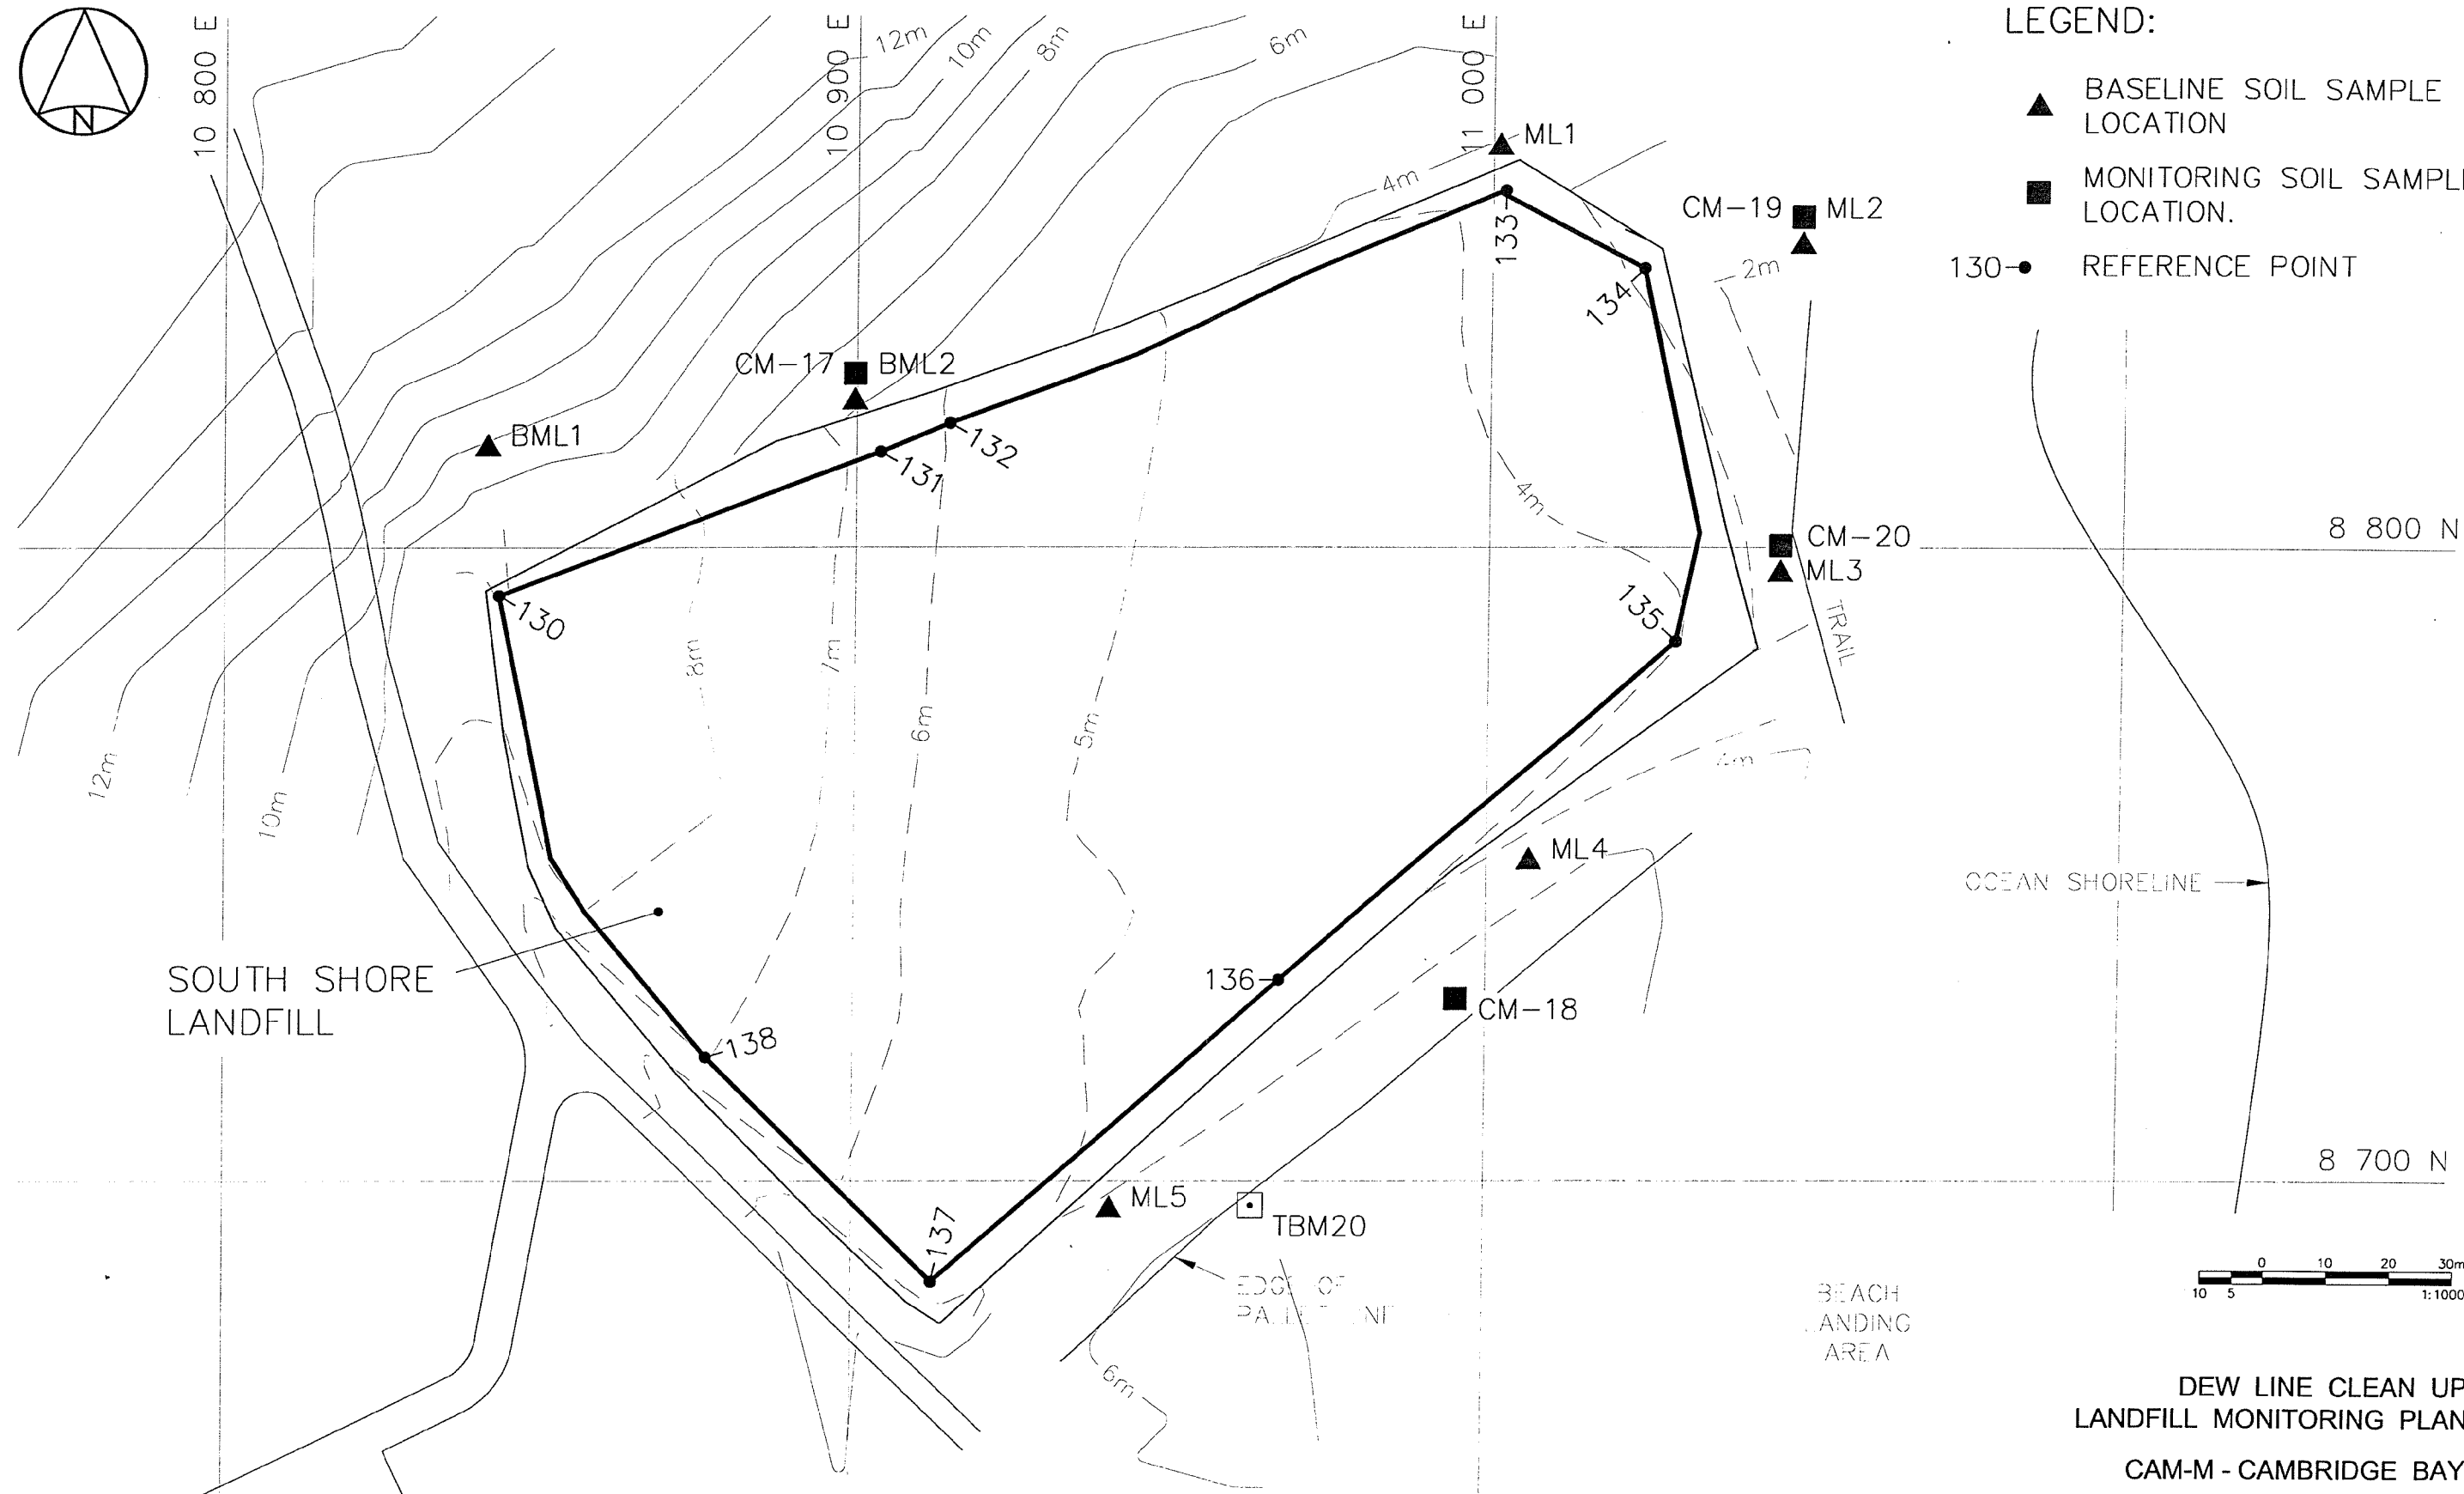 N
10 800 E
10 900 E
11 000 E
12m
10m
8m
6m
LEGEND:
BASELINE SOIL SAMPLE
LOCATION
MONITORING SOIL SAMPLE
LOCATION.
130 REFERENCE POINT
ML1
4m
133
CM-19 ML2
2m
134
CM-17 BML2
BML1
132
131
4m
8 800 N
CM-20
ML3
130
135
TRAIL
8m
7m
6m
5m
12m
10m
4m
ML4
OCEAN SHORELINE
SOUTH SHORE
LANDFILL
136
CM-18
138
8 700 N
ML5
TBM20
137
EDGE OF
BEACH
AREA
6m
0 10 20 30m
10 5 1:1000
DEW LINE CLEAN UP
LANDFILL MONITORING PLAN
CAM-M - CAMBRIDGE BAY